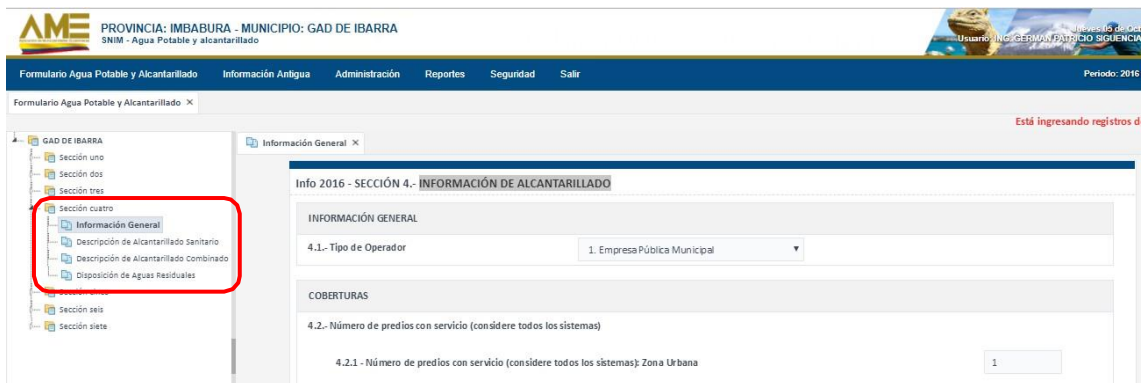 AME
PROVINCIA: IMBABURA - MUNICIPIO: GAD DE IBARRA
SNIM - Agua Potable y alcantarillado
Jueves 05 de Oct
Usuario: ING. GERMAN PATRICIO SIGUENCIA
Formulario Agua Potable y Alcantarillado Información Antigua Administración Reportes Seguridad Salir Periodo: 2016
Formulario Agua Potable y Alcantarillado ×
Está ingresando registros d
GAD DE IBARRA
Sección uno
Sección dos
Sección tres
Sección cuatro
Información General
Descripción de Alcantarillado Sanitario
Descripción de Alcantarillado Combinado
Disposición de Aguas Residuales
Sección seis
Sección siete
Información General ×
Info 2016 - SECCIÓN 4.- INFORMACIÓN DE ALCANTARILLADO
INFORMACIÓN GENERAL
4.1.- Tipo de Operador 1. Empresa Pública Municipal
COBERTURAS
4.2.- Número de predios con servicio (considere todos los sistemas)
4.2.1 - Número de predios con servicio (considere todos los sistemas): Zona Urbana 1